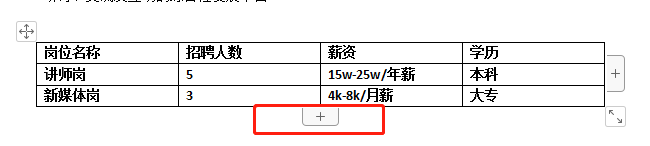 岗位名称 招聘人数 薪资 学历
讲师岗 5 15w-25w/年薪 本科
新媒体岗 3 4k-8k/月薪 大专